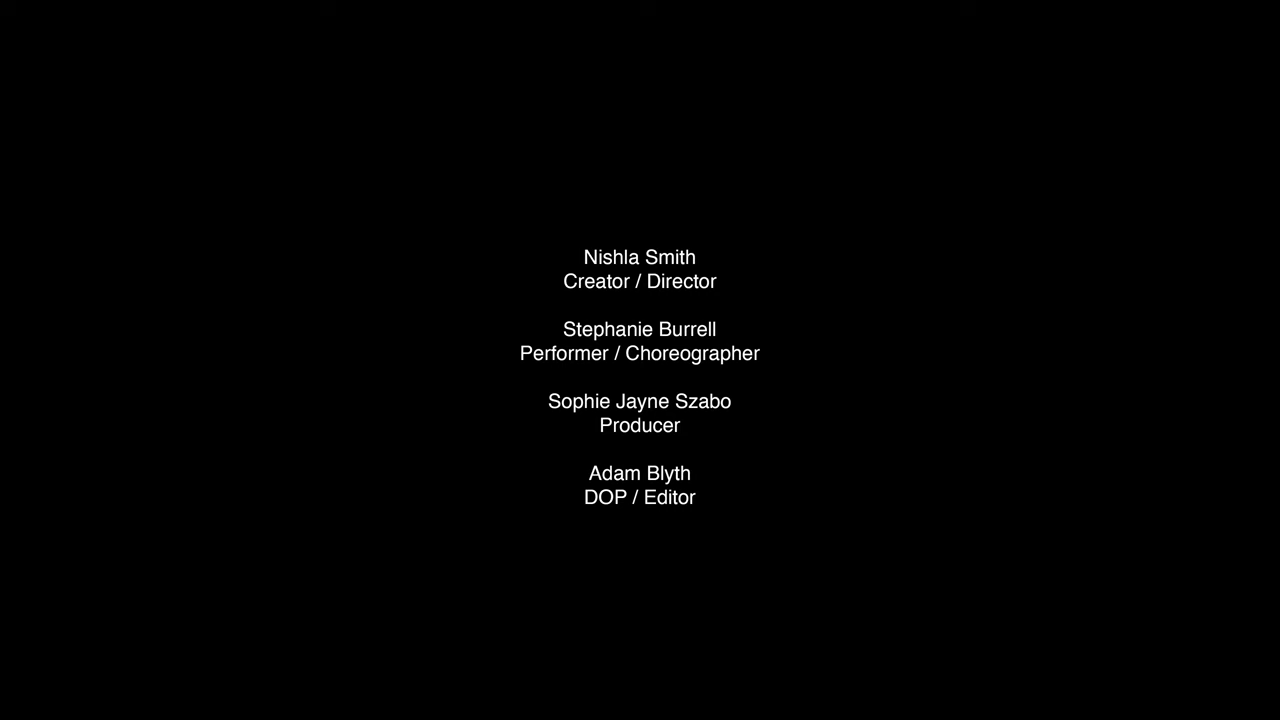 Nishla Smith
Creator / Director
Stephanie Burrell
Performer / Choreographer
Sophie Jayne Szabo
Producer
Adam Blyth
DOP / Editor